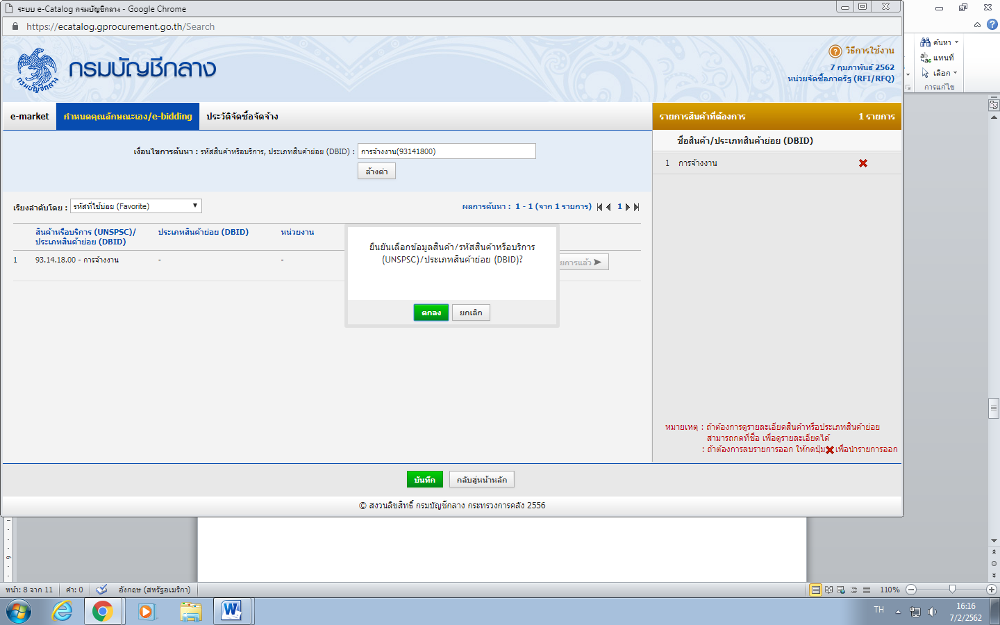 ระบบ e-Catalog กรมบัญชีกลาง - Google Chrome
https://ecatalog.gprocurement.go.th/Search
กรมบัญชีกลาง
กรมบัญชีกลาง
วิธีการใช้งาน
7 กุมภาพันธ์ 2562
หน่วยจัดซื้อภาครัฐ (RFI/RFQ)
ค้นหา
แทนที่
เลือก
การแก้ไข
e-market
กำหนดคุณลักษณะเอง/e-bidding
ประวัติจัดซื้อจัดจ้าง
รายการสินค้าที่ต้องการ
1 รายการ
ชื่อสินค้า/ประเภทสินค้าย่อย (DBID)
1 การจ้างงาน
เงื่อนไขการค้นหา : รหัสสินค้าหรือบริการ, ประเภทสินค้าย่อย (DBID) :
การจ้างงาน(93141800)
ล้างค่า
เรียงลำดับโดย :
รหัสที่ใช้บ่อย (Favorite)
ผลการค้นหา : 1 - 1 (จาก 1 รายการ)
1
สินค้าหรือบริการ (UNSPSC)/
ประเภทสินค้าย่อย (DBID)
ประเภทสินค้าย่อย (DBID)
หน่วยงาน
1 93.14.18.00 - การจ้างงาน - -
ยการแล้ว
ยืนยันเลือกข้อมูลสินค้า/รหัสสินค้าหรือบริการ
(UNSPSC)/ประเภทสินค้าย่อย (DBID)?
ตกลง
ยกเลิก
หมายเหตุ : ถ้าต้องการดูรายละเอียดสินค้าหรือประเภทสินค้าย่อย
สามารถกดที่ชื่อ เพื่อดูรายละเอียดได้
: ถ้าต้องการลบรายการออก ให้กดปุ่ม เพื่อนำรายการออก
บันทึก
กลับสู่หน้าหลัก
© สงวนลิขสิทธิ์ กรมบัญชีกลาง กระทรวงการคลัง 2556
หน้า: 8 จาก 11
คำ: 0
อังกฤษ (สหรัฐอเมริกา)
110%
TH
16:16
7/2/2562